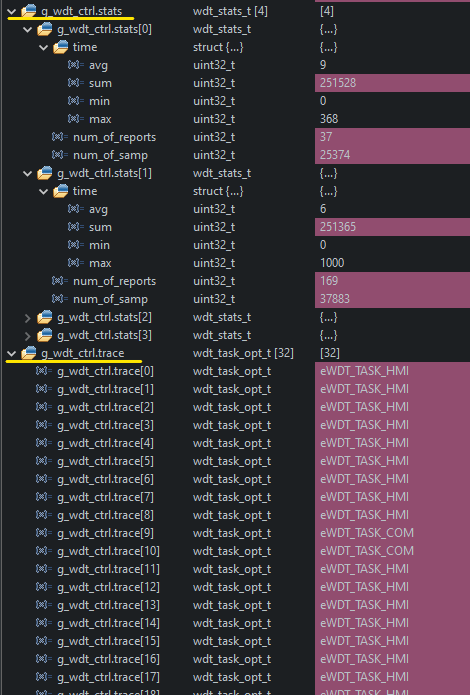 g_wdt_ctrl.stats wdt_stats_t [4] [4]
g_wdt_ctrl.stats[0] wdt_stats_t {...}
time struct {...} {...}
avg uint32_t 9
sum uint32_t 251528
min uint32_t 0
max uint32_t 368
num_of_reports uint32_t 37
num_of_samp uint32_t 25374
g_wdt_ctrl.stats[1] wdt_stats_t {...}
time struct {...} {...}
avg uint32_t 6
sum uint32_t 251365
min uint32_t 0
max uint32_t 1000
num_of_reports uint32_t 169
num_of_samp uint32_t 37883
g_wdt_ctrl.stats[2] wdt_stats_t {...}
g_wdt_ctrl.stats[3] wdt_stats_t {...}
g_wdt_ctrl.trace wdt_task_opt_t [32] [32]
g_wdt_ctrl.trace[0] wdt_task_opt_t eWDT_TASK_HMI
g_wdt_ctrl.trace[1] wdt_task_opt_t eWDT_TASK_HMI
g_wdt_ctrl.trace[2] wdt_task_opt_t eWDT_TASK_HMI
g_wdt_ctrl.trace[3] wdt_task_opt_t eWDT_TASK_HMI
g_wdt_ctrl.trace[4] wdt_task_opt_t eWDT_TASK_HMI
g_wdt_ctrl.trace[5] wdt_task_opt_t eWDT_TASK_HMI
g_wdt_ctrl.trace[6] wdt_task_opt_t eWDT_TASK_HMI
g_wdt_ctrl.trace[7] wdt_task_opt_t eWDT_TASK_HMI
g_wdt_ctrl.trace[8] wdt_task_opt_t eWDT_TASK_HMI
g_wdt_ctrl.trace[9] wdt_task_opt_t eWDT_TASK_COM
g_wdt_ctrl.trace[10] wdt_task_opt_t eWDT_TASK_COM
g_wdt_ctrl.trace[11] wdt_task_opt_t eWDT_TASK_HMI
g_wdt_ctrl.trace[12] wdt_task_opt_t eWDT_TASK_HMI
g_wdt_ctrl.trace[13] wdt_task_opt_t eWDT_TASK_HMI
g_wdt_ctrl.trace[14] wdt_task_opt_t eWDT_TASK_HMI
g_wdt_ctrl.trace[15] wdt_task_opt_t eWDT_TASK_HMI
g_wdt_ctrl.trace[16] wdt_task_opt_t eWDT_TASK_HMI
g_wdt_ctrl.trace[17] wdt_task_opt_t eWDT_TASK_HMI
g_wdt_ctrl.trace[18] wdt_task_opt_t eWDT_TASK_HMI